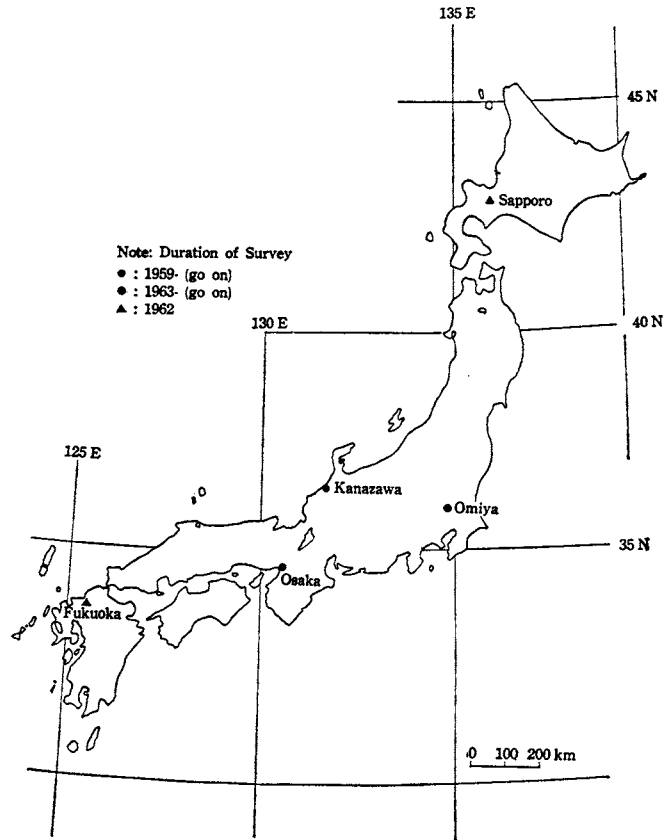 135 E
45 N
Sapporo
Note: Duration of Survey
● : 1959- (go on)
● : 1963- (go on)
▲ : 1962
130 E
40 N
125 E
Kanazawa
Omiya
35 N
Osaka
Fukuoka
0 100 200 km